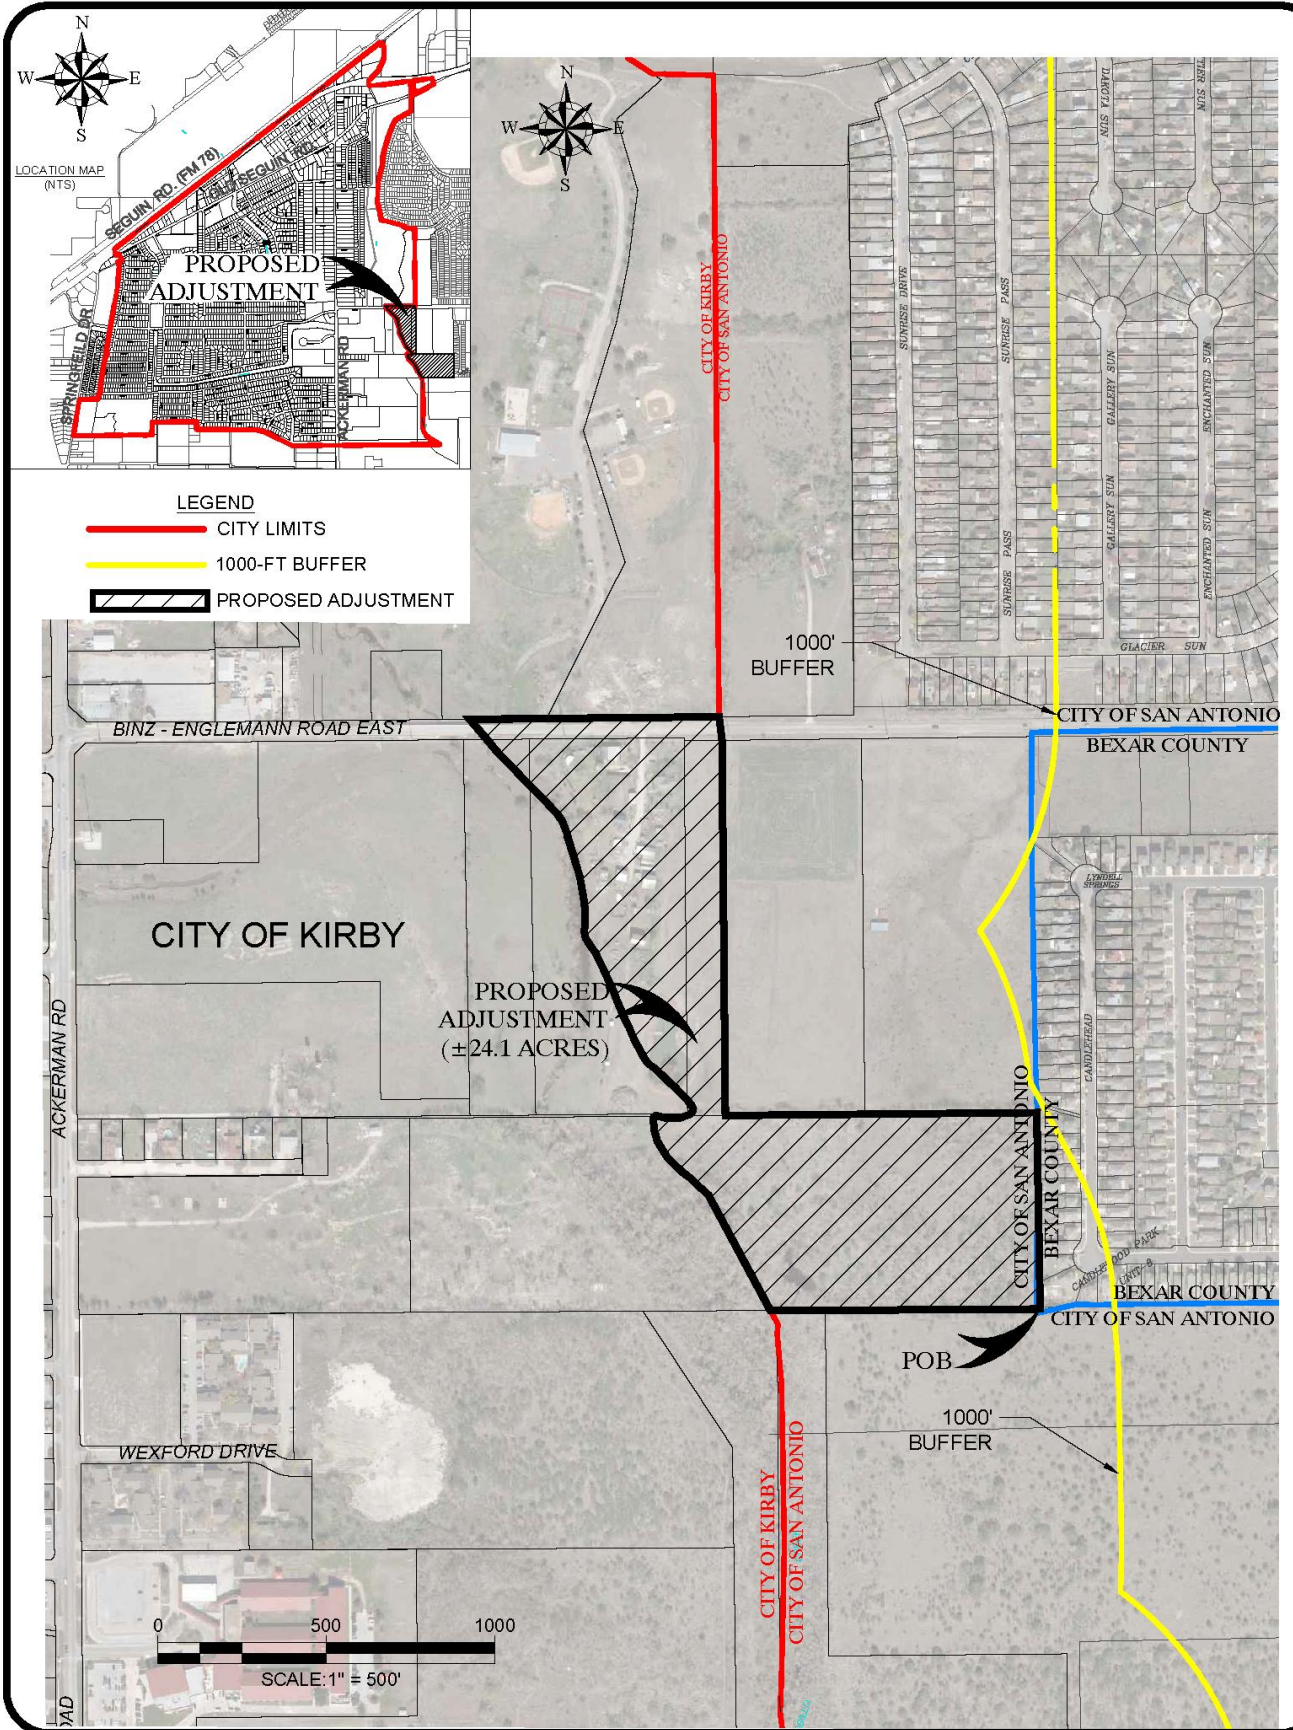 N
W
E
S
LOCATION MAP
(NTS)
SEGUIN RD. (FM 78)
OLD SEGUIN RD.
PROPOSED
ADJUSTMENT
SPRINGFEILD DR
ACKERMAN RD
LEGEND
CITY LIMITS
1000-FT BUFFER
PROPOSED ADJUSTMENT
N
W
E
S
CITY OF KIRBY
CITY OF SAN ANTONIO
SUNRISE DRIVE
SUNRISE PASS
SUNRISE PASS
DAKOTA SUN
GALLERY SUN
GALLERY SUN
ENCHANTED SUN
ENCHANTED SUN
GLACIER SUN
1000'
BUFFER
BINZ - ENGLEMANN ROAD EAST
CITY OF SAN ANTONIO
BEXAR COUNTY
LYNDELL
SPRINGS
CITY OF KIRBY
PROPOSED
ADJUSTMENT
(±24.1 ACRES)
ACKERMAN RD
CANDLEHEAD
CITY OF SAN ANTONIO
BEXAR COUNTY
CANDLEWOOD PARK
UNIT-8
BEXAR COUNTY
CITY OF SAN ANTONIO
POB
1000'
BUFFER
WEXFORD DRIVE
CITY OF KIRBY
CITY OF SAN ANTONIO
0 500 1000
SCALE:1" = 500'